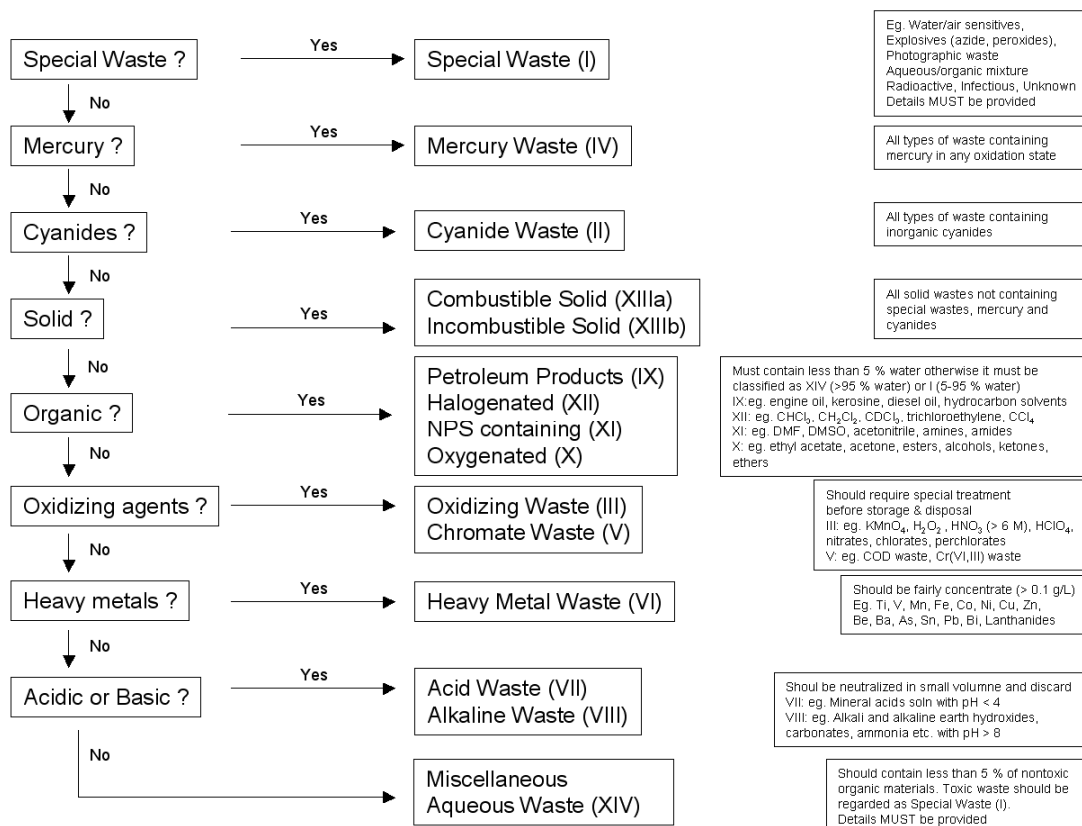 Special Waste ?
Yes
Special Waste (I)
Eg. Water/air sensitives,
Explosives (azide, peroxides),
Photographic waste
Aqueous/organic mixture
Radioactive, Infectious, Unknown
Details MUST be provided
No
Mercury ?
Yes
Mercury Waste (IV)
All types of waste containing
mercury in any oxidation state
No
Cyanides ?
Yes
Cyanide Waste (II)
All types of waste containing
inorganic cyanides
No
Solid ?
Yes
Combustible Solid (XIIIa)
Incombustible Solid (XIIIb)
All solid wastes not containing
special wastes, mercury and
cyanides
No
Organic ?
Yes
Petroleum Products (IX)
Halogenated (XII)
NPS containing (XI)
Oxygenated (X)
Must contain less than 5 % water otherwise it must be
classified as XIV (>95 % water) or I (5-95 % water)
IX:eg. engine oil, kerosine, diesel oil, hydrocarbon solvents
XII: eg. CHCl₃, CH₂Cl₂, CDCl₃, trichloroethylene, CCl₄
XI: eg. DMF, DMSO, acetonitrile, amines, amides
X: eg. ethyl acetate, acetone, esters, alcohols, ketones,
ethers
No
Oxidizing agents ?
Yes
Oxidizing Waste (III)
Chromate Waste (V)
Should require special treatment
before storage & disposal
III: eg. KMnO₄, H₂O₂ , HNO₃ (> 6 M), HClO₄,
nitrates, chlorates, perchlorates
V: eg. COD waste, Cr(VI,III) waste
No
Heavy metals ?
Yes
Heavy Metal Waste (VI)
Should be fairly concentrate (> 0.1 g/L)
Eg. Ti, V, Mn, Fe, Co, Ni, Cu, Zn,
Be, Ba, As, Sn, Pb, Bi, Lanthanides
No
Acidic or Basic ?
Yes
Acid Waste (VII)
Alkaline Waste (VIII)
Shoul be neutralized in small volumne and discard
VII: eg. Mineral acids soln with pH < 4
VIII: eg. Alkali and alkaline earth hydroxides,
carbonates, ammonia etc. with pH > 8
No
Miscellaneous
Aqueous Waste (XIV)
Should contain less than 5 % of nontoxic
organic materials. Toxic waste should be
regarded as Special Waste (I).
Details MUST be provided